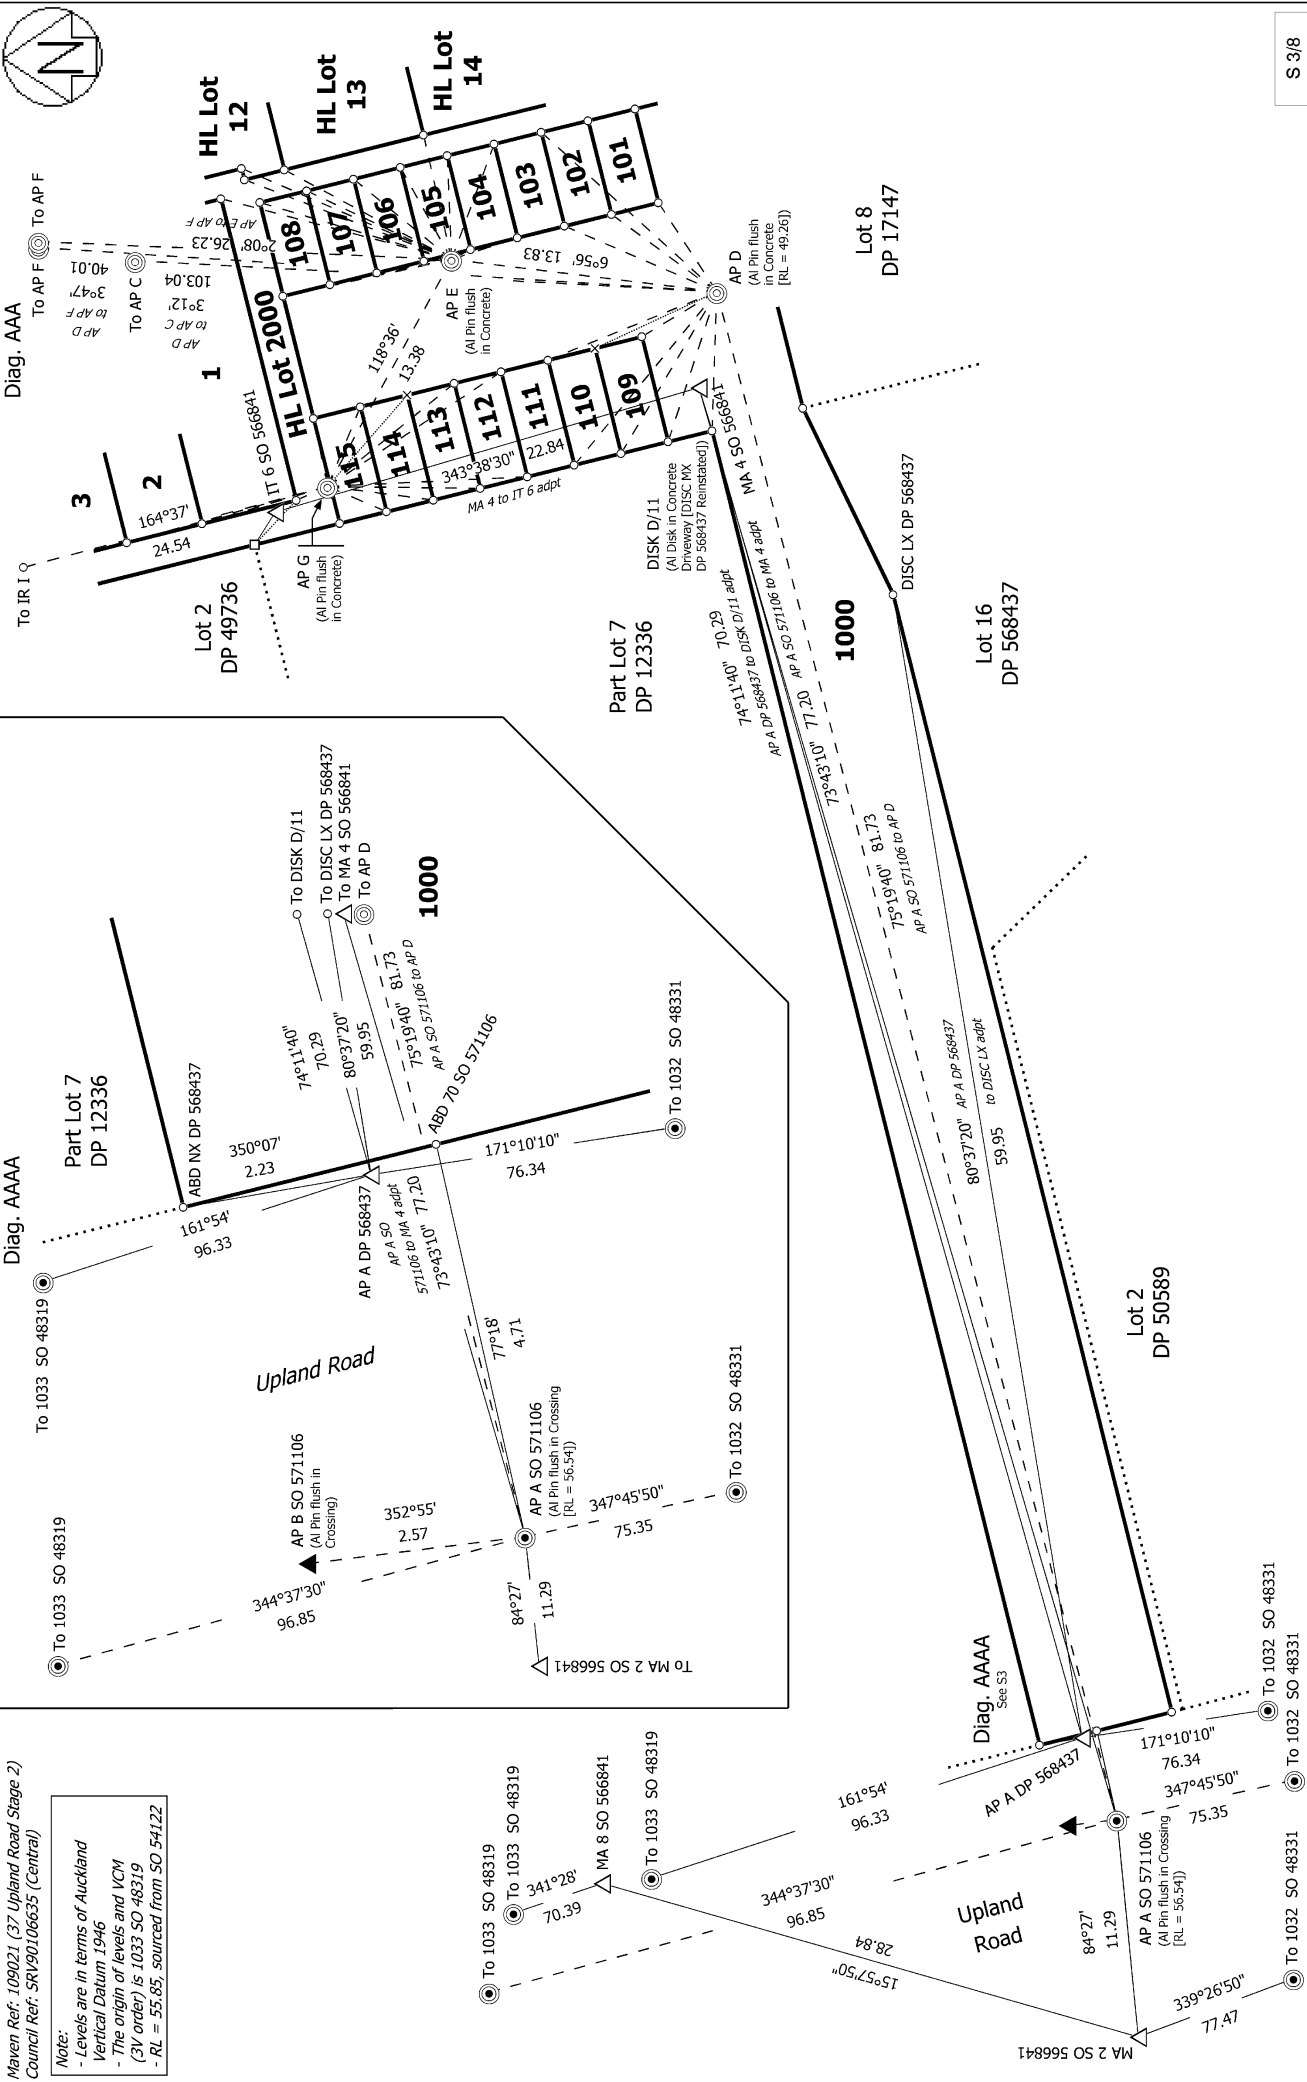 Maven Ref: 109021 (37 Upland Road Stage 2)
Council Ref: SRV90106635 (Central)
Note:
- Levels are in terms of Auckland
Vertical Datum 1946
- The origin of levels and VCM
(3V order) is 1033 SO 48319
- RL = 55.85, sourced from SO 54122
Diag. AAAA
To 1033 SO 48319
To 1033 SO 48319
Part Lot 7
DP 12336
ABD NX DP 568437
161°54'
96.33
350°07'
2.23
Upland Road
AP B SO 571106
(Al Pin flush in
Crossing)
344°37'30"
96.85
352°55'
2.57
AP A DP 568437
AP A SO
571106 to MA 4 adpt
73°43'10" 77.20
77°18'
4.71
AP A SO 571106
(Al Pin flush in Crossing
[RL = 56.54])
84°27'
11.29
To MA 2 SO 566841
347°45'50"
75.35
To 1032 SO 48331
171°10'10"
76.34
To 1032 SO 48331
ABD 70 SO 571106
74°11'40"
70.29
80°37'20"
59.95
75°19'40" 81.73
AP A SO 571106 to AP D
To DISK D/11
To DISC LX DP 568437
To MA 4 SO 566841
To AP D
1000
Diag. AAA
To AP F
To AP F
AP D
to AP F
3°47'
40.01
To AP C
AP D
to AP C
3°12'
103.04
AP E to AP F
2°08' 26.23
To IR I
3
2
1
164°37'
24.54
IT 6 SO 566841
HL Lot 2000
HL Lot
12
HL Lot
13
HL Lot
14
108
107
106
105
104
103
102
101
115
114
113
112
111
110
109
118°36'
13.38
AP E
(Al Pin flush
in Concrete)
6°56' 13.83
AP D
(Al Pin flush
in Concrete
[RL = 49.26])
Lot 8
DP 17147
Lot 2
DP 49736
AP G
(Al Pin flush
in Concrete)
343°38'30" 22.84
MA 4 to IT 6 adpt
DISK D/11
(Al Disk in Concrete
Driveway [DISC MX
DP 568437 Reinstated])
MA 4 SO 566841
Part Lot 7
DP 12336
74°11'40" 70.29
AP A DP 568437 to DISK D/11 adpt
73°43'10" 77.20 AP A SO 571106 to MA 4 adpt
75°19'40" 81.73
AP A SO 571106 to AP D
1000
DISC LX DP 568437
Lot 16
DP 568437
80°37'20" AP A DP 568437
59.95 to DISC LX adpt
Lot 2
DP 50589
Diag. AAAA
See S3
AP A DP 568437
To 1033 SO 48319
To 1033 SO 48319
341°28'
70.39
MA 8 SO 566841
To 1033 SO 48319
161°54'
96.33
344°37'30"
96.85
15°57'50"
28.84
Upland
Road
84°27'
11.29
AP A SO 571106
(Al Pin flush in Crossing
[RL = 56.54])
MA 2 SO 566841
339°26'50"
77.47
To 1032 SO 48331
347°45'50"
75.35
To 1032 SO 48331
171°10'10"
76.34
To 1032 SO 48331
N
S 3/8